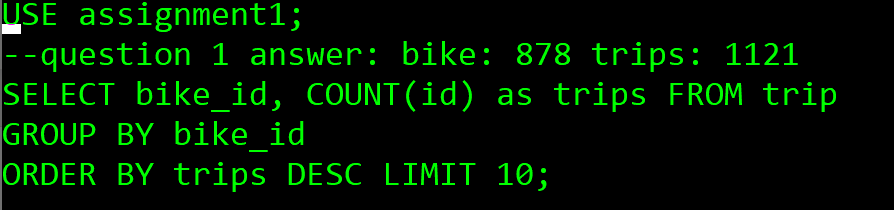 USE assignment1;
--question 1 answer: bike: 878 trips: 1121
SELECT bike_id, COUNT(id) as trips FROM trip
GROUP BY bike_id
ORDER BY trips DESC LIMIT 10;